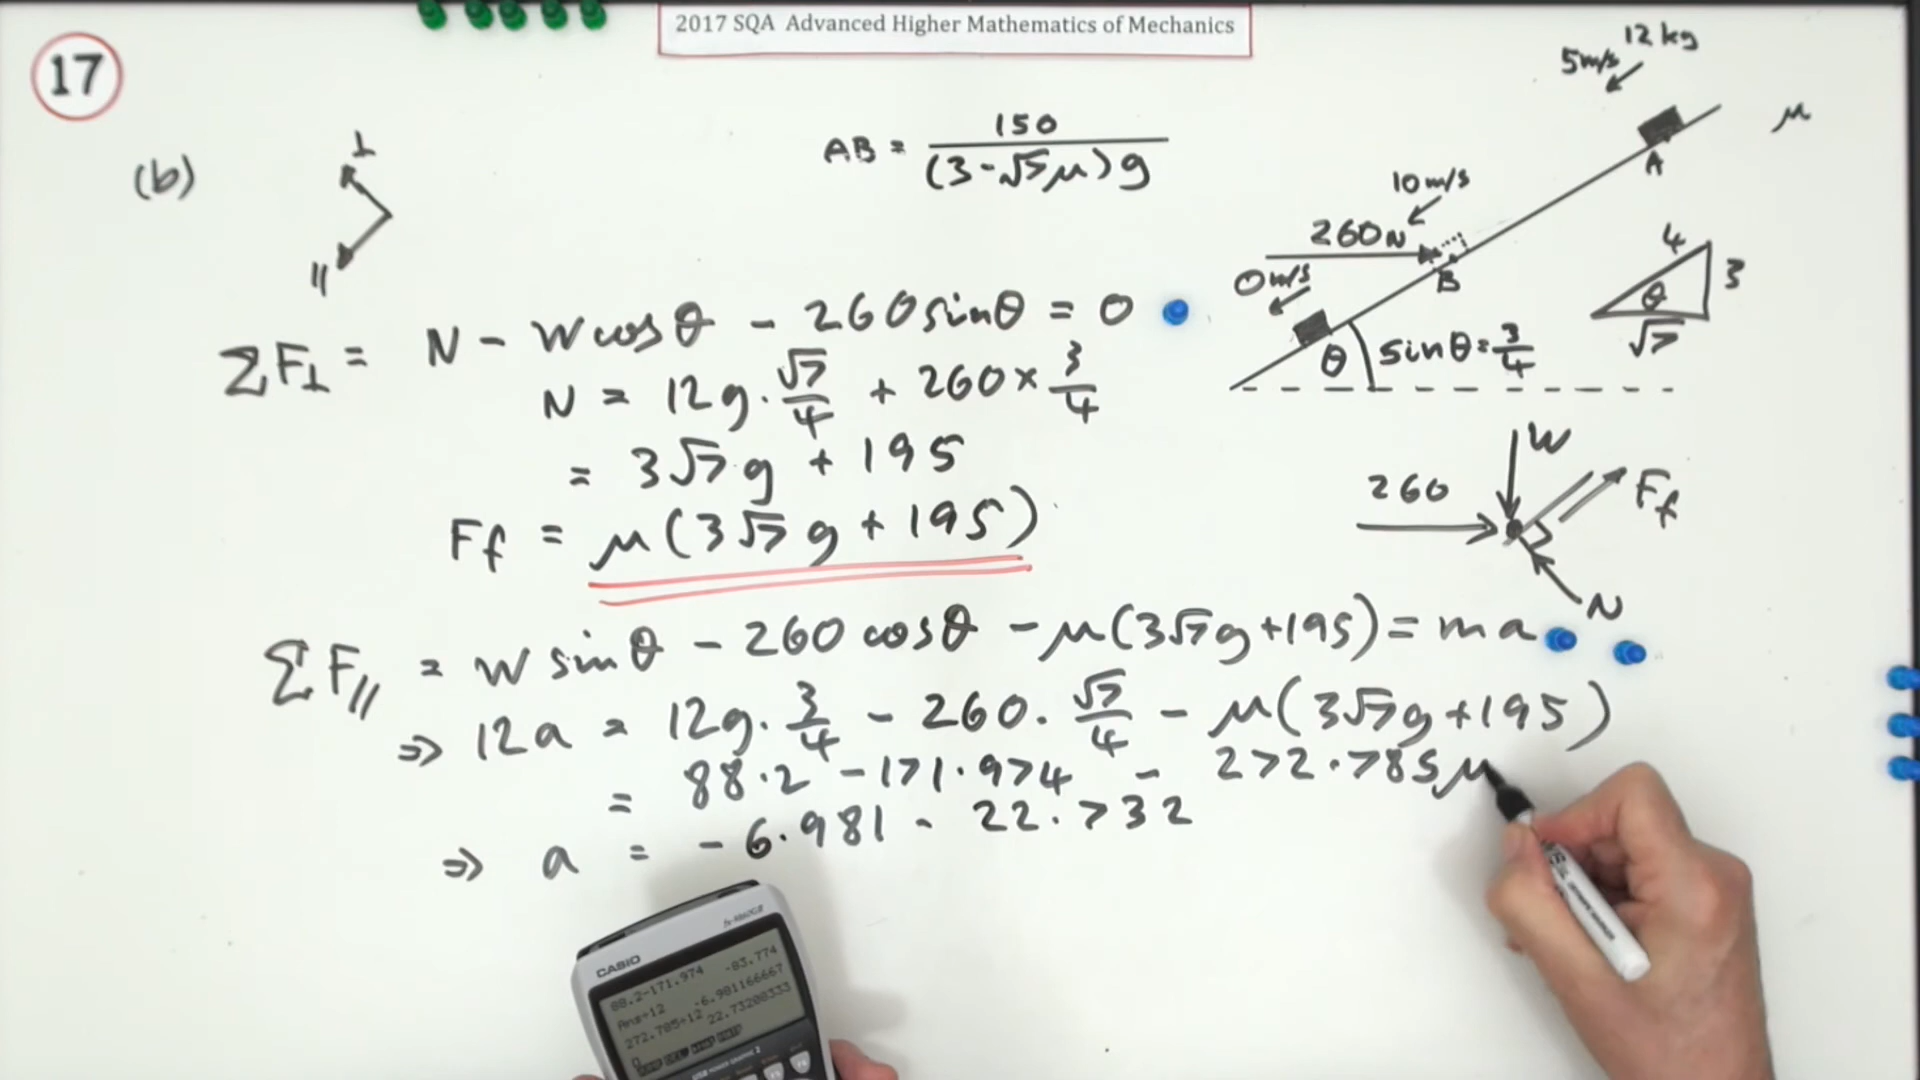 2017 SQA Advanced Higher Mathematics of Mechanics
17
(b)
⊥
//
AB = 150 / (3-√7μ)g
12 kg
5m/s
μ
A
10 m/s
260N
B
0m/s
θ
sinθ = 3/4
4
3
θ
√7
ΣF⊥ = N - Wcosθ - 260sinθ = 0
N = 12g·√7/4 + 260×3/4
= 3√7g + 195
Ff = μ(3√7g+195)
W
260
Ff
N
ΣF// = Wsinθ - 260cosθ - μ(3√7g+195) = ma
⇒ 12a = 12g·3/4 - 260·√7/4 - μ(3√7g+195)
= 88.2 - 171.974 - 272.785μ
⇒ a = -6.981 - 22.732
fx-9860GII
CASIO
88.2-171.974
-83.774
Ans÷12
-6.981166667
272.785÷12
22.73208333